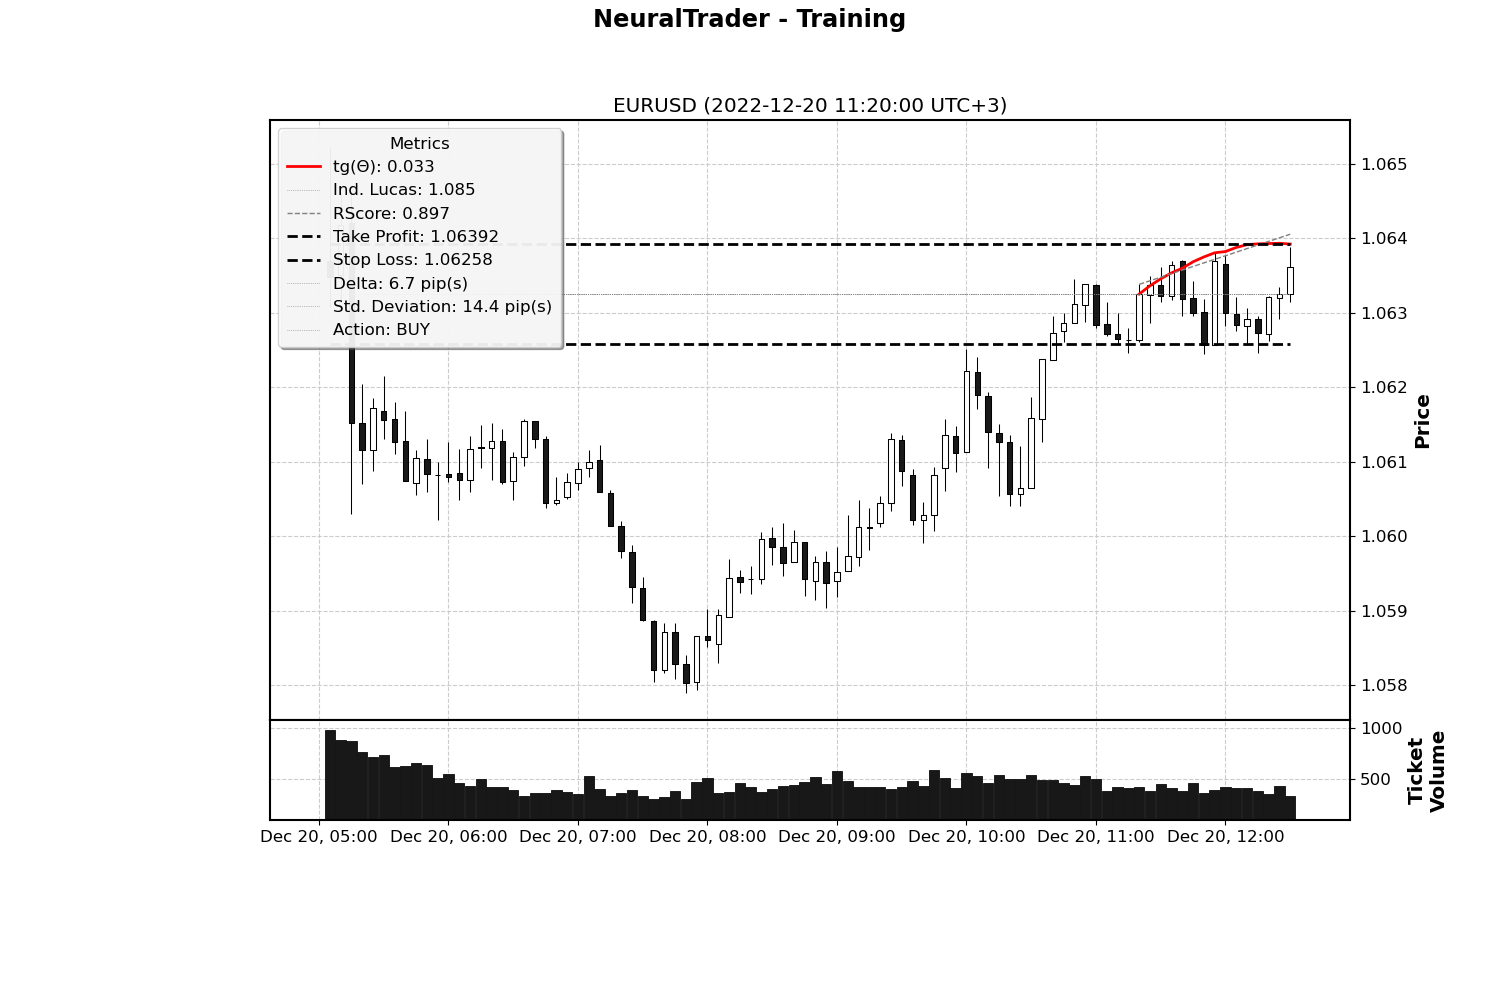 NeuralTrader - Training
EURUSD (2022-12-20 11:20:00 UTC+3)
Metrics
tg(Θ): 0.033
Ind. Lucas: 1.085
RScore: 0.897
Take Profit: 1.06392
Stop Loss: 1.06258
Delta: 6.7 pip(s)
Std. Deviation: 14.4 pip(s)
Action: BUY
1.065
1.064
1.063
1.062
1.061
1.060
1.059
1.058
Price
1000
500
Ticket
Volume
Dec 20, 05:00 Dec 20, 06:00 Dec 20, 07:00 Dec 20, 08:00 Dec 20, 09:00 Dec 20, 10:00 Dec 20, 11:00 Dec 20, 12:00